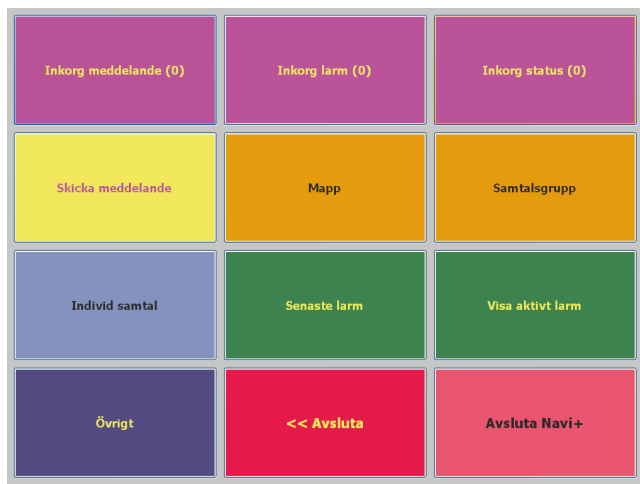 Inkorg meddelande (0)
Inkorg larm (0)
Inkorg status (0)
Skicka meddelande
Mapp
Samtalsgrupp
Individ samtal
Senaste larm
Visa aktivt larm
Övrigt
<< Avsluta
Avsluta Navi+